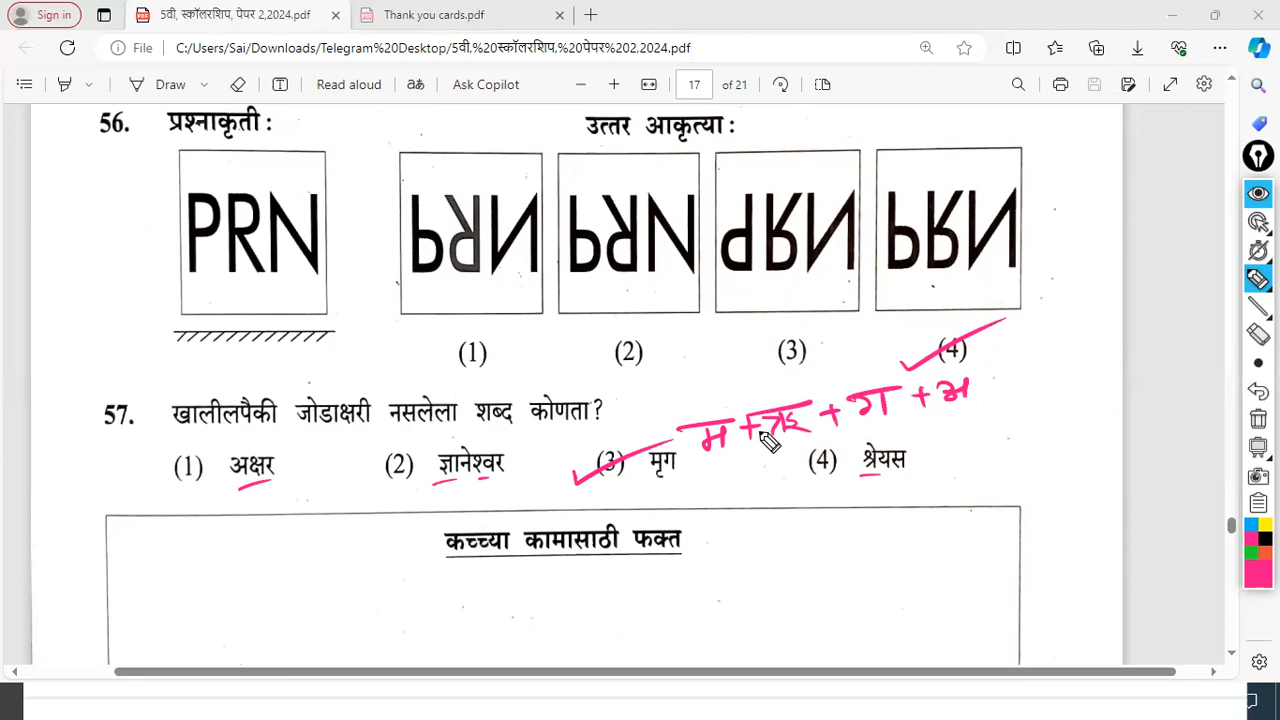 Sign in
5वी, स्कॉलरशिप, पेपर 2,2024.pdf
Thank you cards.pdf
File
C:/Users/Sai/Downloads/Telegram%20Desktop/5वी,%20स्कॉलरशिप,%20पेपर%202,2024.pdf
Draw
Read aloud
Ask Copilot
17 of 21
56. प्रश्नाकृती : उत्तर आकृत्या :
PRN
(1) (2) (3) (4)
57. खालीलपैकी जोडाक्षरी नसलेला शब्द कोणता?
म + ऋ + ग + अ
(1) अक्षर (2) ज्ञानेश्वर (3) मृग (4) श्रेयस
कच्च्या कामासाठी फक्त